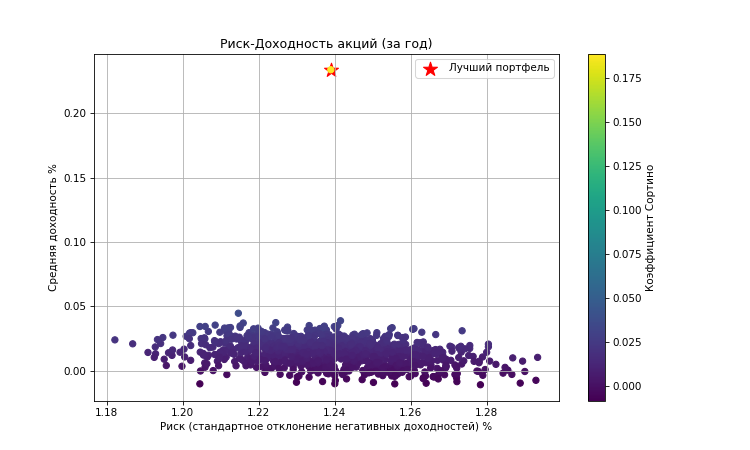 Риск-Доходность акций (за год)
Лучший портфель
Средняя доходность %
0.20
0.15
0.10
0.05
0.00
1.18 1.20 1.22 1.24 1.26 1.28
Риск (стандартное отклонение негативных доходностей) %
0.175
0.150
0.125
0.100
0.075
0.050
0.025
0.000
Коэффициент Сортино